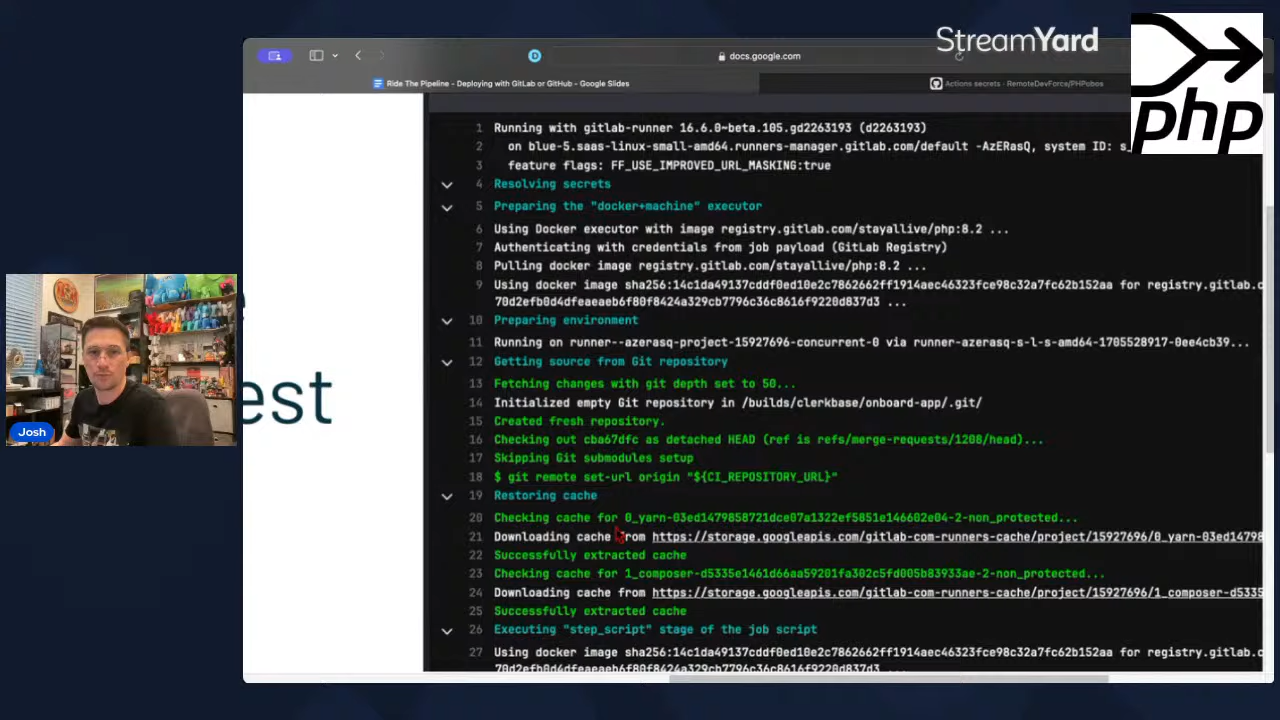 StreamYard
php
docs.google.com
Ride The Pipeline - Deploying with GitLab or GitHub - Google Slides
Actions secrets · RemoteDevForce/PHPobos
est
Josh
1 Running with gitlab-runner 16.6.0~beta.105.gd2263193 (d2263193)
2 on blue-5.saas-linux-small-amd64.runners-manager.gitlab.com/default -AzERasQ, system ID: s_
3 feature flags: FF_USE_IMPROVED_URL_MASKING:true
4 Resolving secrets
5 Preparing the "docker+machine" executor
6 Using Docker executor with image registry.gitlab.com/stayallive/php:8.2 ...
7 Authenticating with credentials from job payload (GitLab Registry)
8 Pulling docker image registry.gitlab.com/stayallive/php:8.2 ...
9 Using docker image sha256:14c1da49137cddf0ed10e2c7862662ff1914aec46323fce98c32a7fc62b152aa for registry.gitlab.c
70d2efb0d4dfeaeaeb6f80f8424a329cb7796c36c8616f9220d837d3 ...
10 Preparing environment
11 Running on runner--azerasq-project-15927696-concurrent-0 via runner-azerasq-s-l-s-amd64-1705528917-0ee4cb39...
12 Getting source from Git repository
13 Fetching changes with git depth set to 50...
14 Initialized empty Git repository in /builds/clerkbase/onboard-app/.git/
15 Created fresh repository.
16 Checking out cba67dfc as detached HEAD (ref is refs/merge-requests/1208/head)...
17 Skipping Git submodules setup
18 $ git remote set-url origin "${CI_REPOSITORY_URL}"
19 Restoring cache
20 Checking cache for 0_yarn-03ed1479858721dce07a1322ef5851e146602e04-2-non_protected...
21 Downloading cache from https://storage.googleapis.com/gitlab-com-runners-cache/project/15927696/0_yarn-03ed14798
22 Successfully extracted cache
23 Checking cache for 1_composer-d5335e1461d66aa59201fa302c5fd005b83933ae-2-non_protected...
24 Downloading cache from https://storage.googleapis.com/gitlab-com-runners-cache/project/15927696/1_composer-d5335
25 Successfully extracted cache
26 Executing "step_script" stage of the job script
27 Using docker image sha256:14c1da49137cddf0ed10e2c7862662ff1914aec46323fce98c32a7fc62b152aa for registry.gitlab.c
70d2efb0d4dfeaeaeb6f80f8424a329cb7796c36c8616f9220d837d3 ...